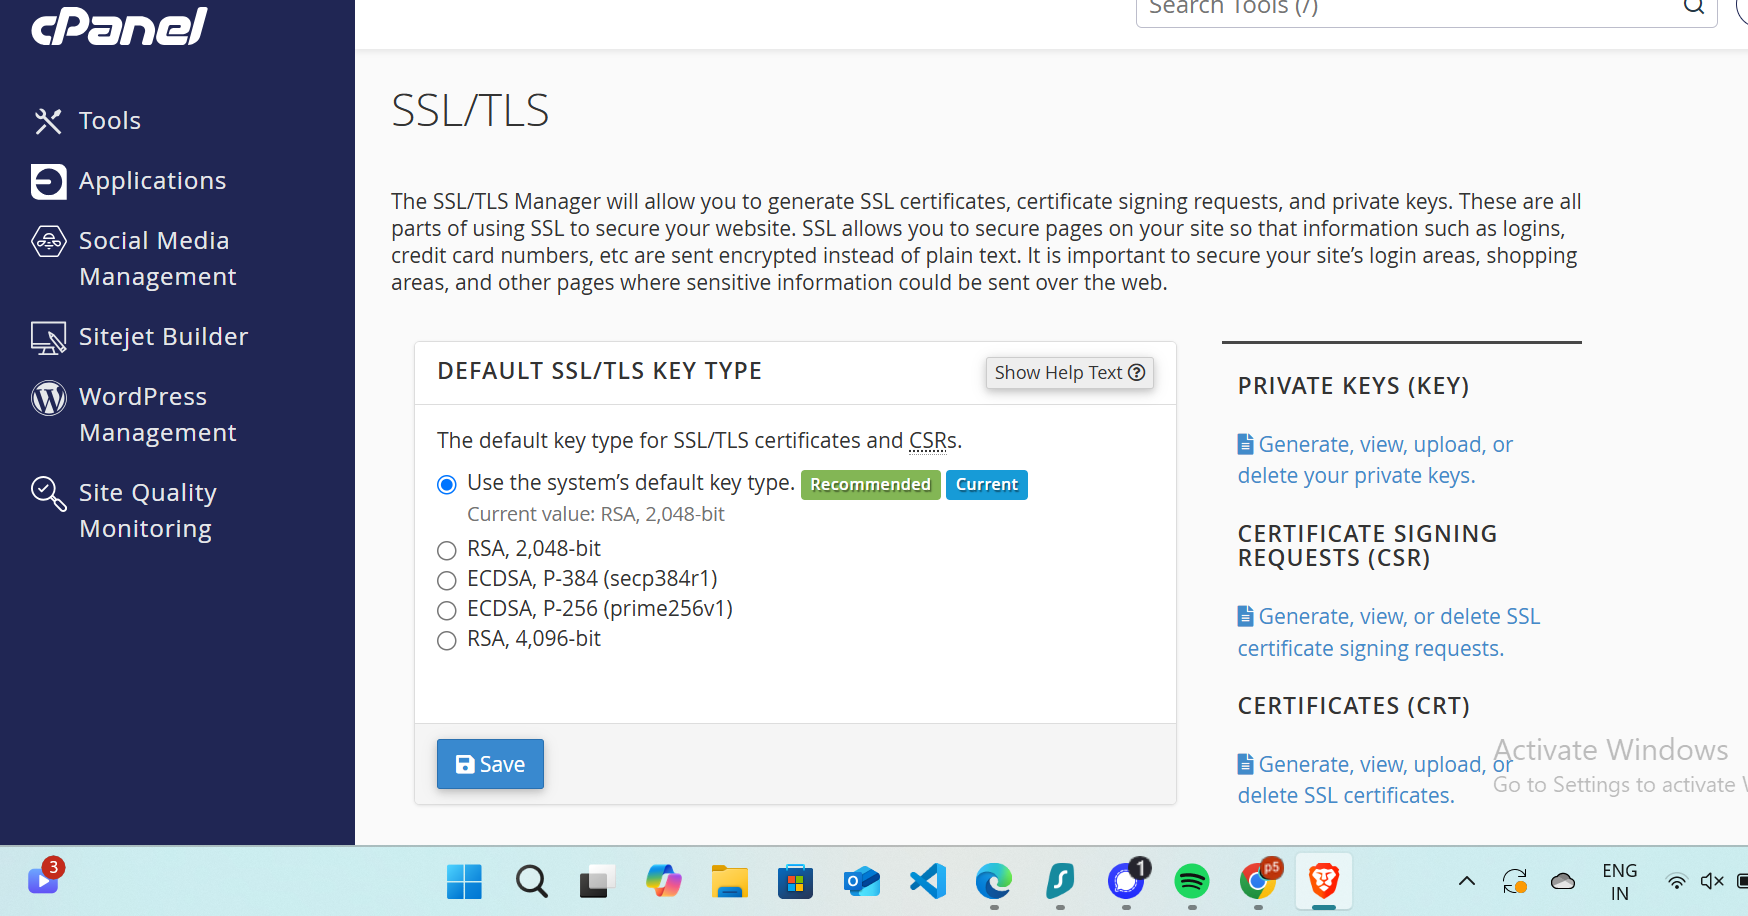 cPanel
Search Tools (/)
Tools
Applications
Social Media
Management
Sitejet Builder
WordPress
Management
Site Quality
Monitoring
SSL/TLS
The SSL/TLS Manager will allow you to generate SSL certificates, certificate signing requests, and private keys. These are all
parts of using SSL to secure your website. SSL allows you to secure pages on your site so that information such as logins,
credit card numbers, etc are sent encrypted instead of plain text. It is important to secure your site’s login areas, shopping
areas, and other pages where sensitive information could be sent over the web.
DEFAULT SSL/TLS KEY TYPE
Show Help Text
The default key type for SSL/TLS certificates and CSRs.
Use the system’s default key type. Recommended Current
Current value: RSA, 2,048-bit
RSA, 2,048-bit
ECDSA, P-384 (secp384r1)
ECDSA, P-256 (prime256v1)
RSA, 4,096-bit
Save
PRIVATE KEYS (KEY)
Generate, view, upload, or
delete your private keys.
CERTIFICATE SIGNING
REQUESTS (CSR)
Generate, view, or delete SSL
certificate signing requests.
CERTIFICATES (CRT)
Generate, view, upload, or
delete SSL certificates.
Activate Windows
Go to Settings to activate W
3
1
p5
ENG
IN